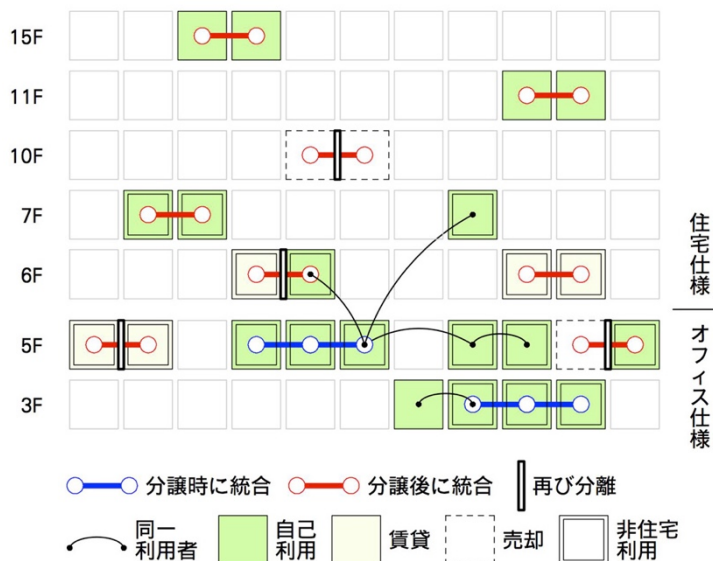 15F
11F
10F
7F
6F
5F
3F
住宅仕様
オフィス仕様
分譲時に統合
分譲後に統合
再び分離
同一
利用者
自己
利用
賃貸
売却
非住宅
利用